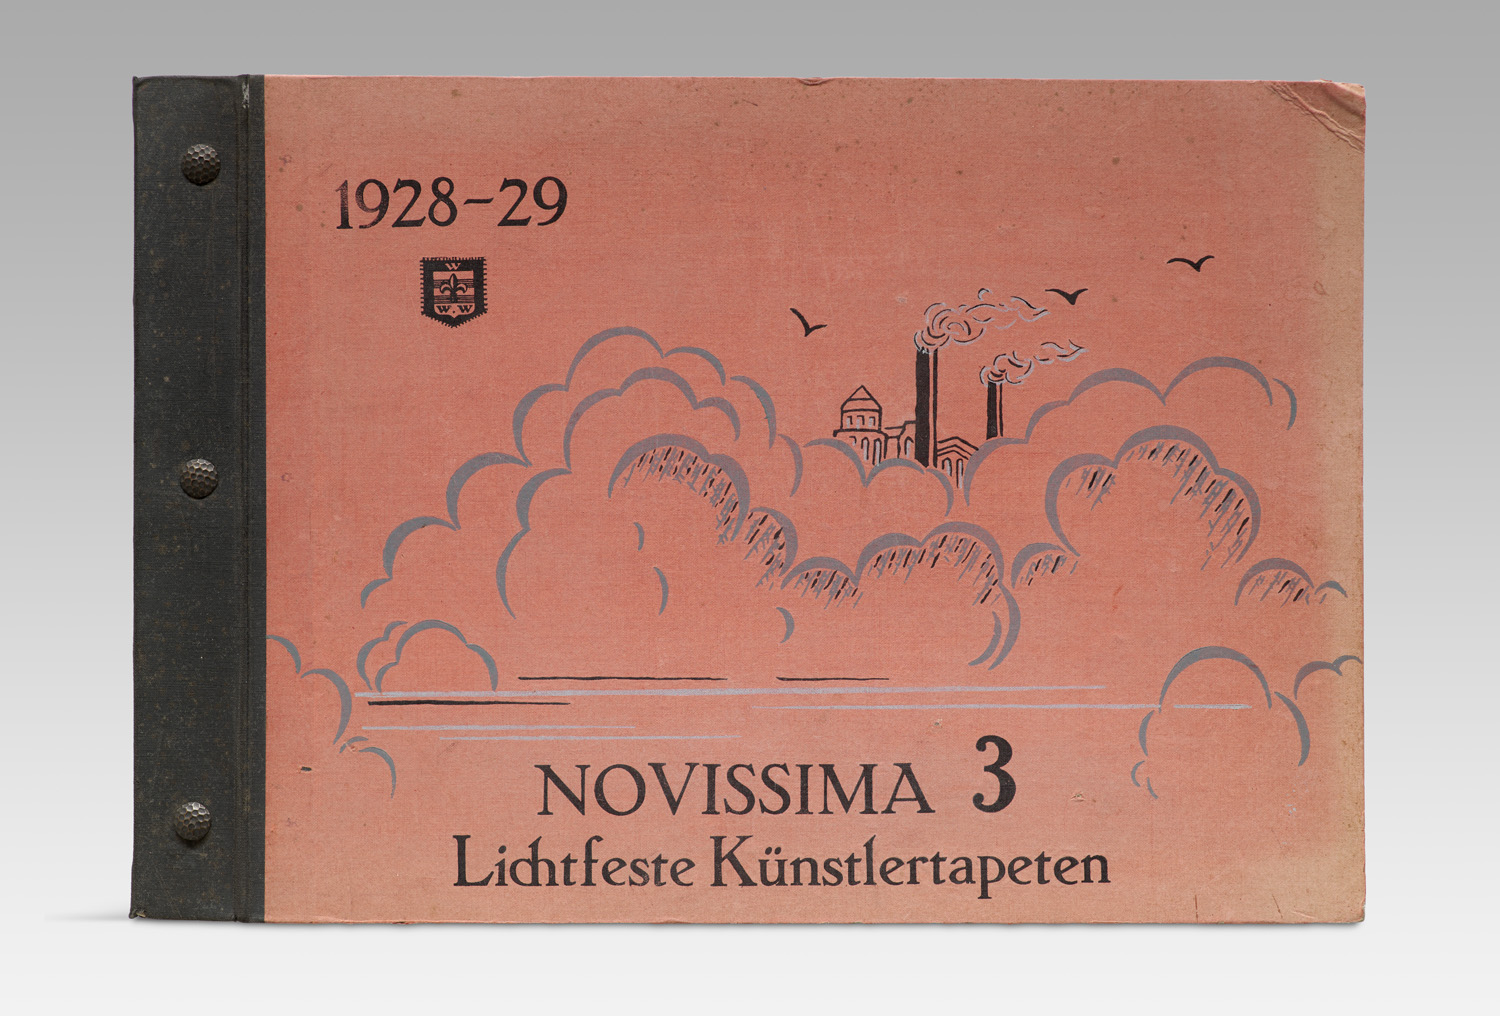 1928-29
W
W.W
NOVISSIMA 3
Lichtfeste Künstlertapeten